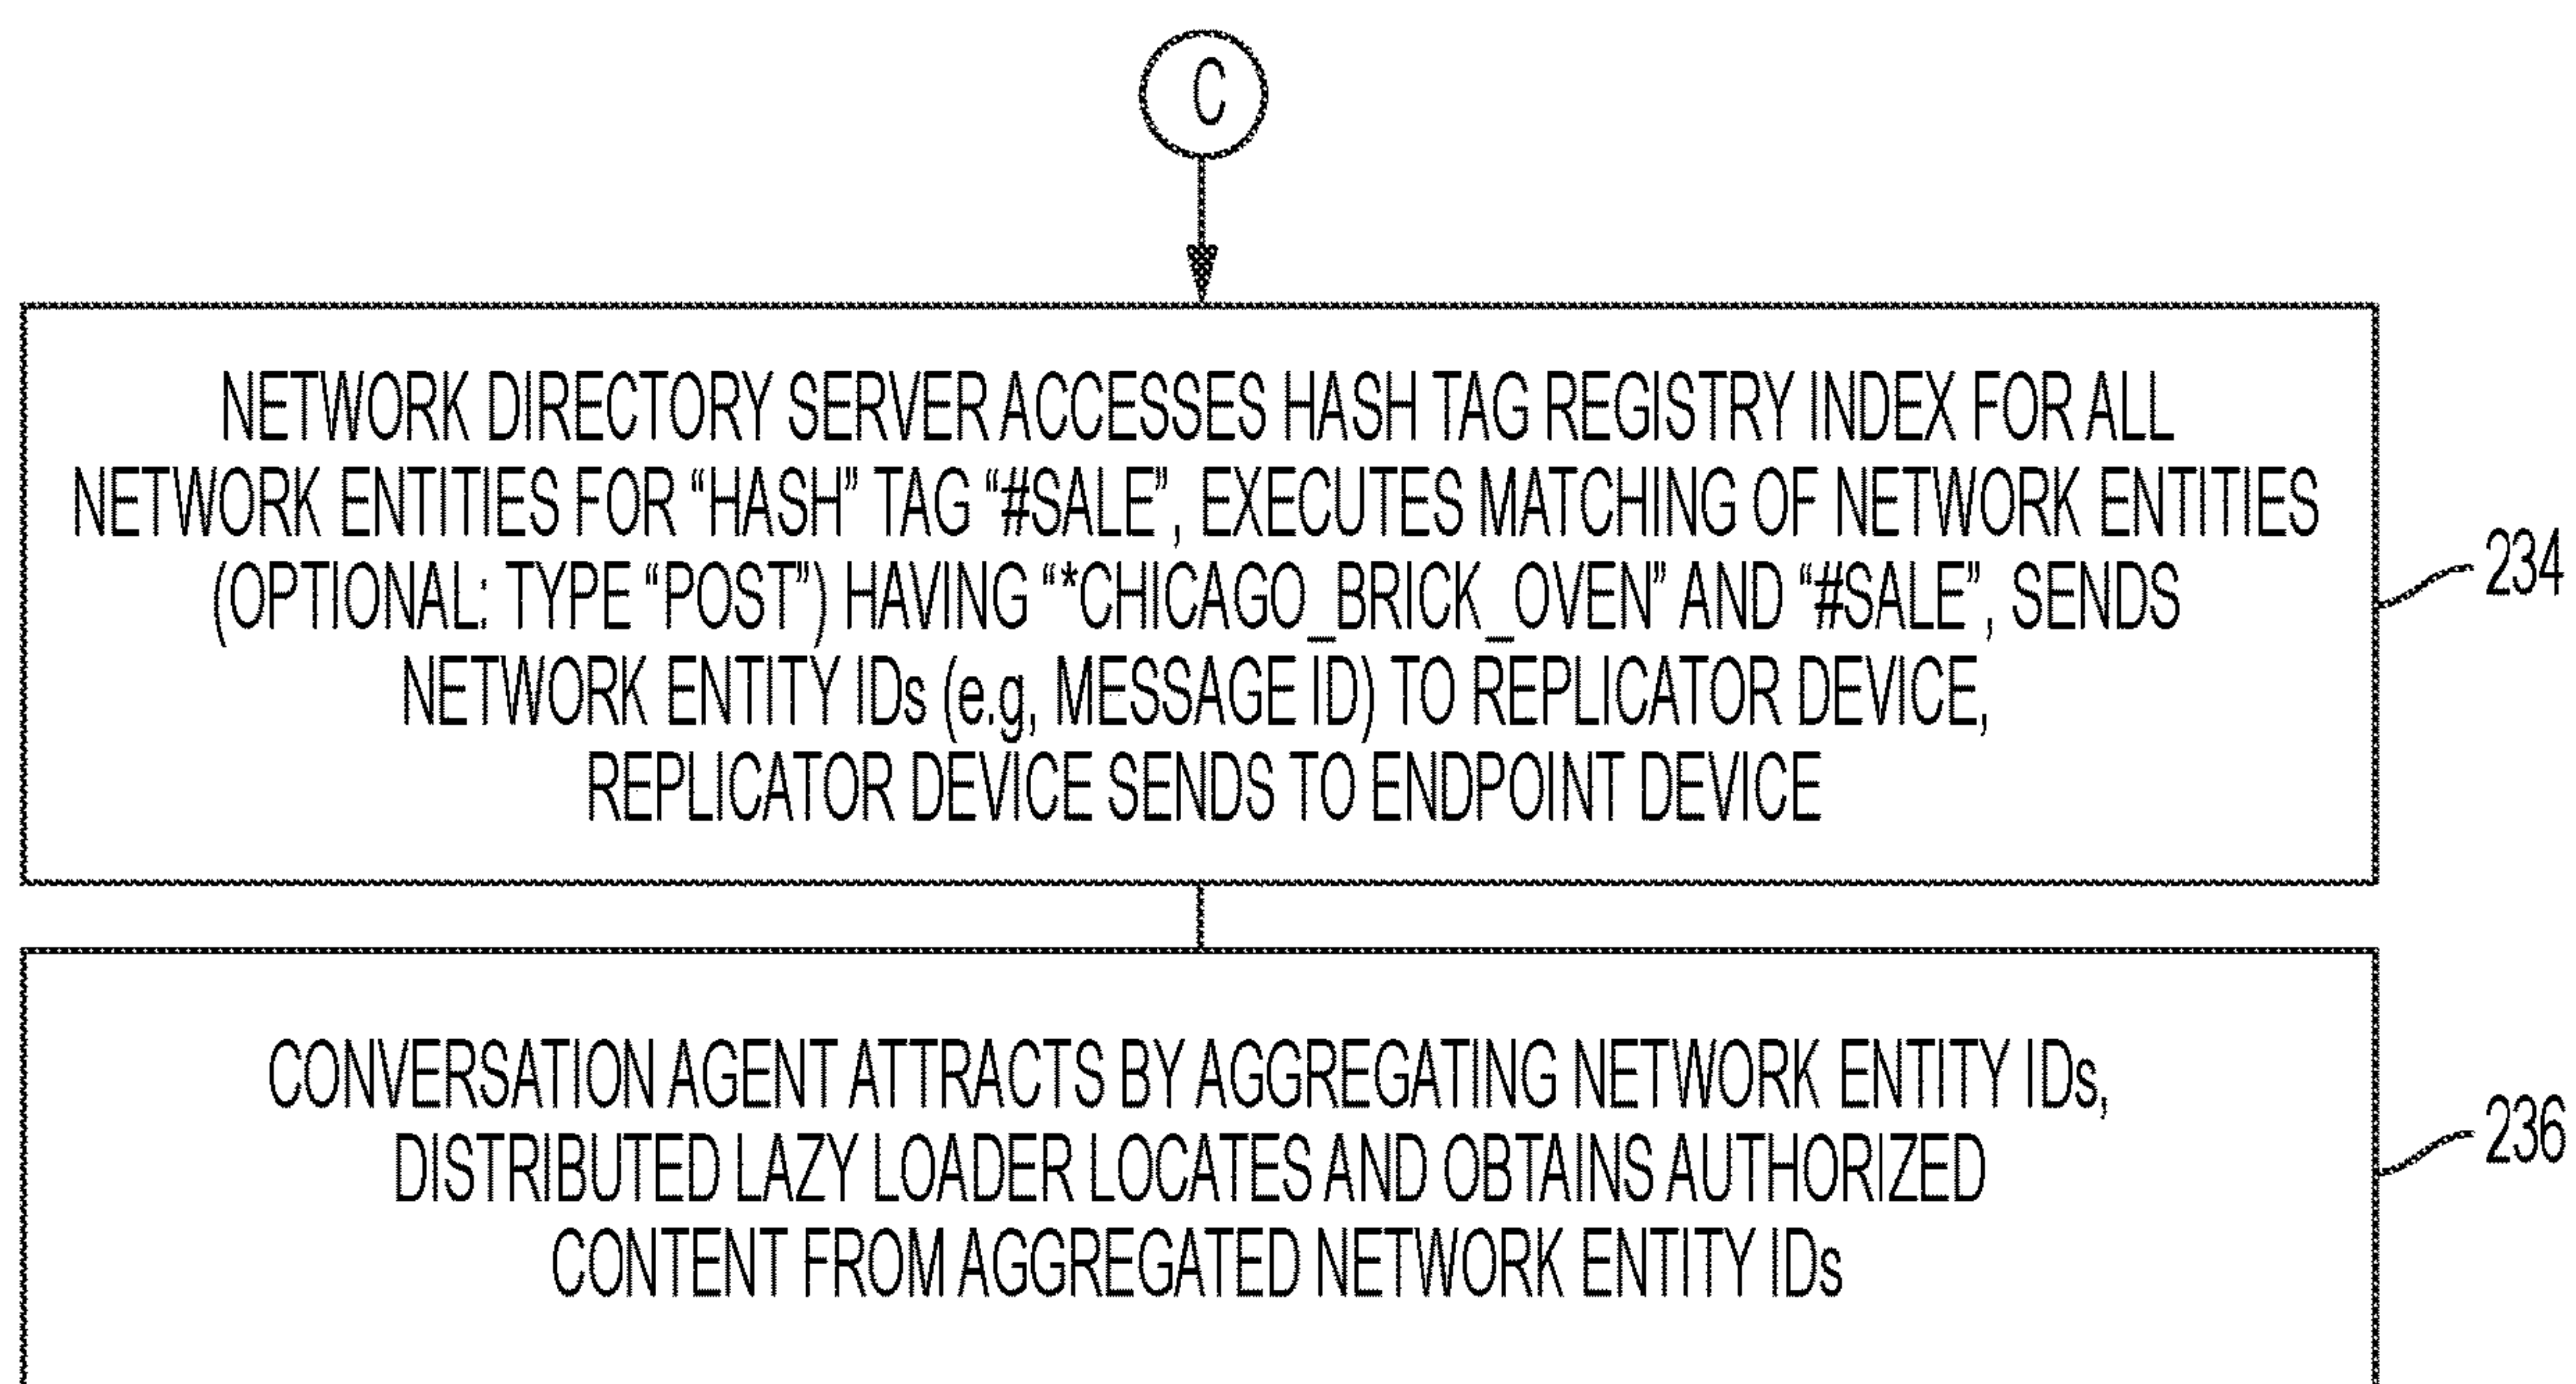 C
NETWORK DIRECTORY SERVER ACCESSES HASH TAG REGISTRY INDEX FOR ALL
NETWORK ENTITIES FOR “HASH” TAG “#SALE”, EXECUTES MATCHING OF NETWORK ENTITIES
(OPTIONAL: TYPE “POST”) HAVING “*CHICAGO_BRICK_OVEN” AND “#SALE”, SENDS
NETWORK ENTITY IDs (e.g, MESSAGE ID) TO REPLICATOR DEVICE,
REPLICATOR DEVICE SENDS TO ENDPOINT DEVICE
234
CONVERSATION AGENT ATTRACTS BY AGGREGATING NETWORK ENTITY IDs,
DISTRIBUTED LAZY LOADER LOCATES AND OBTAINS AUTHORIZED
CONTENT FROM AGGREGATED NETWORK ENTITY IDs
236